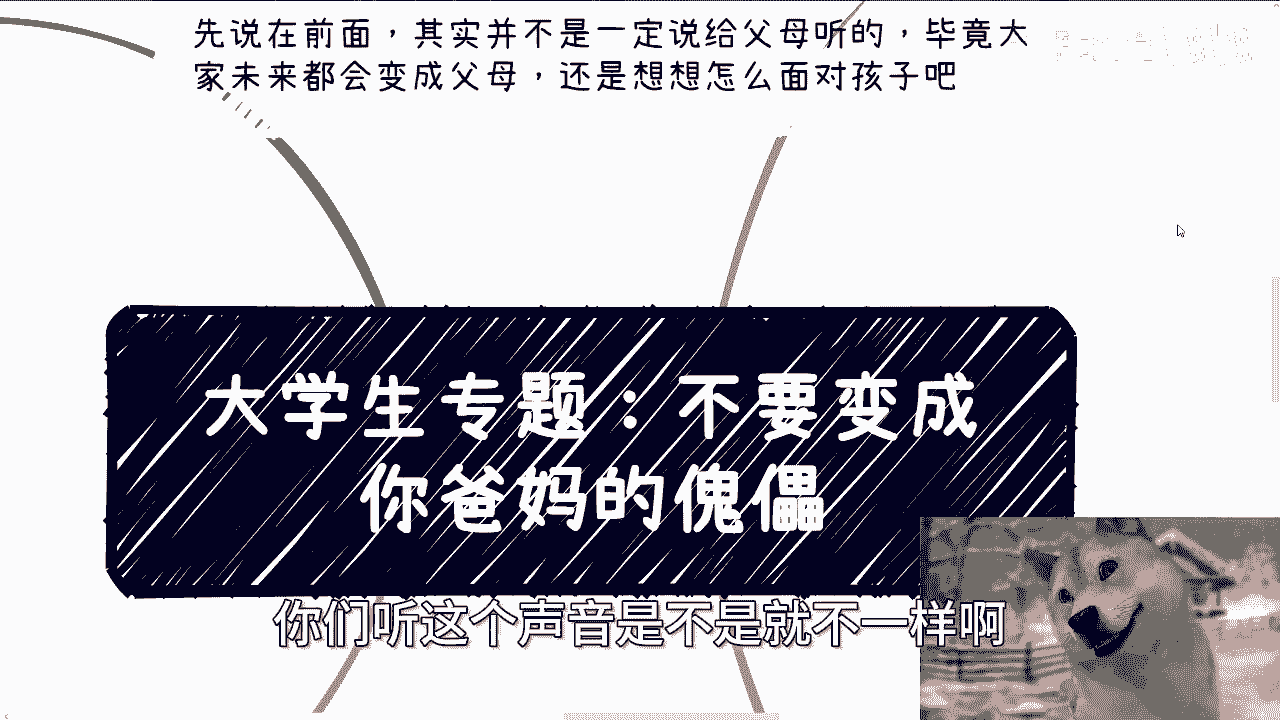 先说在前面，其实并不是一定说给父母听的，毕竟大
家未来都会变成父母，还是想想怎么面对孩子吧
大学生专题：不要变成
你爸妈的傀儡
你们听这个声音是不是就不一样啊